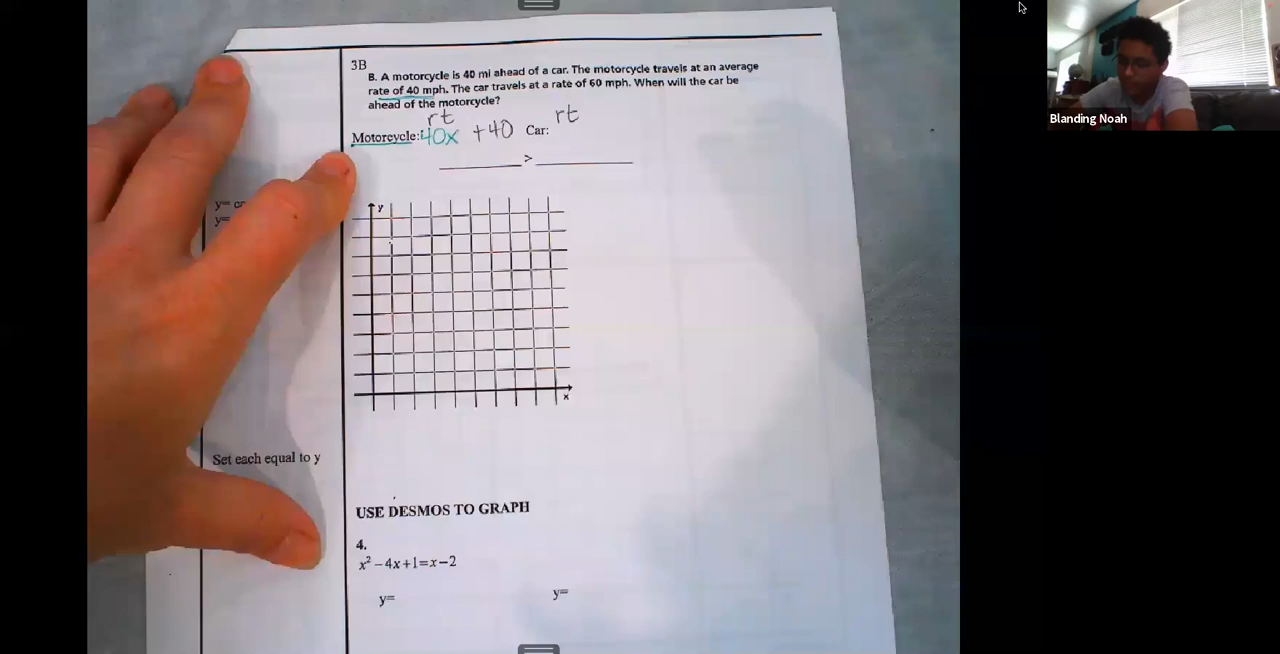 3B
B. A motorcycle is 40 mi ahead of a car. The motorcycle travels at an average
rate of 40 mph. The car travels at a rate of 60 mph. When will the car be
ahead of the motorcycle?
rt rt
Motorcycle: 40x +40 Car:
>
y
y=
y=
x
Set each equal to y
USE DESMOS TO GRAPH
4.
x² – 4x + 1 = x – 2
y= y=
Blanding Noah